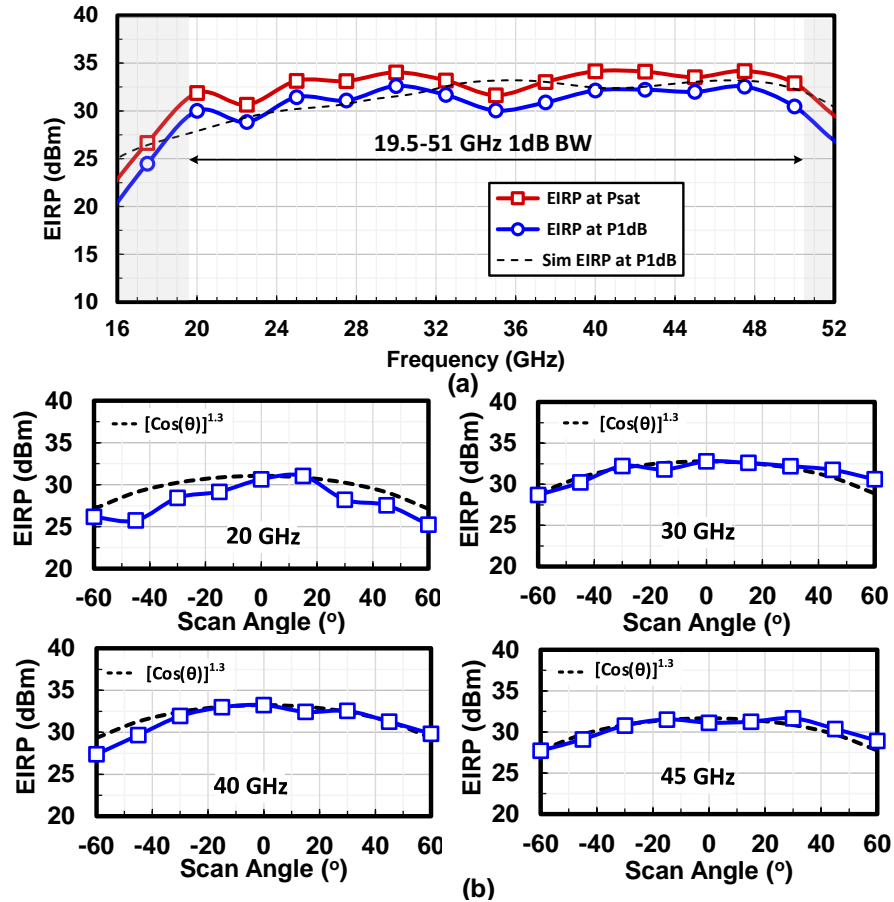 40
35
30
25
20
15
10
EIRP (dBm)
19.5-51 GHz 1dB BW
EIRP at Psat
EIRP at P1dB
Sim EIRP at P1dB
16 20 24 28 32 36 40 44 48 52
Frequency (GHz)
(a)
40
35
30
25
20
EIRP (dBm)
[Cos(θ)]^1.3
20 GHz
-60 -40 -20 0 20 40 60
Scan Angle (°)
40
35
30
25
20
EIRP (dBm)
[Cos(θ)]^1.3
30 GHz
-60 -40 -20 0 20 40 60
Scan Angle (°)
40
35
30
25
20
EIRP (dBm)
[Cos(θ)]^1.3
40 GHz
-60 -40 -20 0 20 40 60
Scan Angle (°)
40
35
30
25
20
EIRP (dBm)
[Cos(θ)]^1.3
45 GHz
-60 -40 -20 0 20 40 60
Scan Angle (°)
(b)